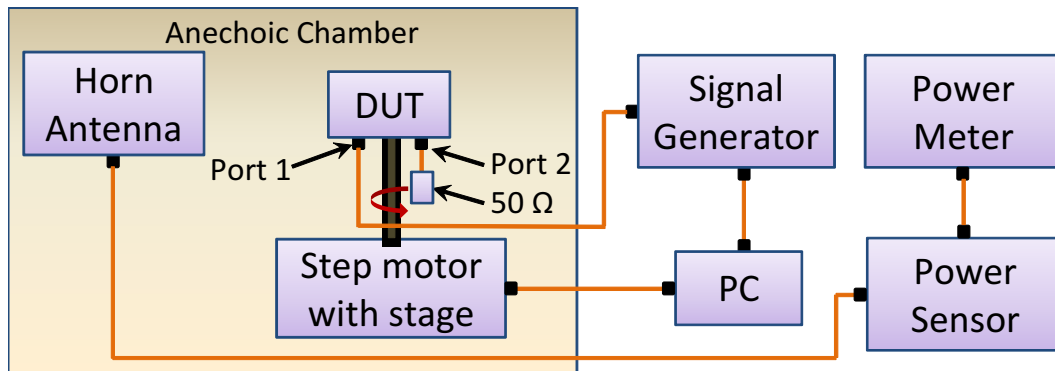 Anechoic Chamber
Horn
Antenna
DUT
Port 1
Port 2
50 Ω
Step motor
with stage
Signal
Generator
PC
Power
Meter
Power
Sensor